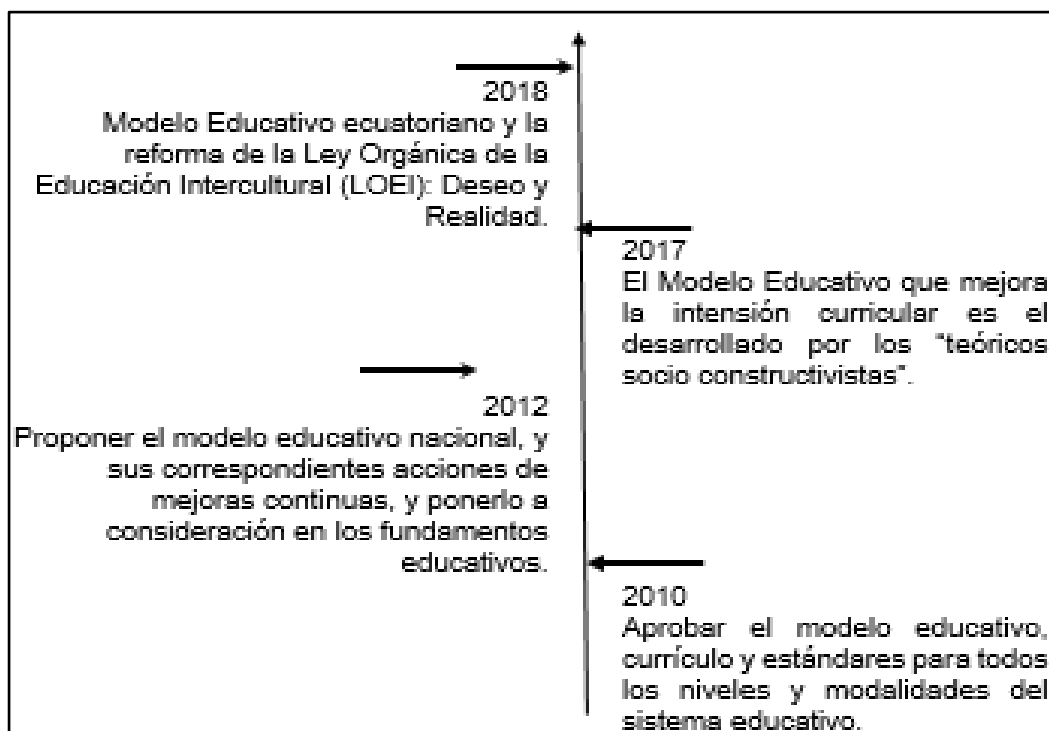 2018
Modelo Educativo ecuatoriano y la
reforma de la Ley Orgánica de la
Educación Intercultural (LOEI): Deseo y
Realidad.
2017
El Modelo Educativo que mejora
la intensión curricular es el
desarrollado por los "teóricos
socio constructivistas".
2012
Proponer el modelo educativo nacional, y
sus correspondientes acciones de
mejoras continuas, y ponerlo a
consideración en los fundamentos
educativos.
2010
Aprobar el modelo educativo,
currículo y estándares para todos
los niveles y modalidades del
sistema educativo.